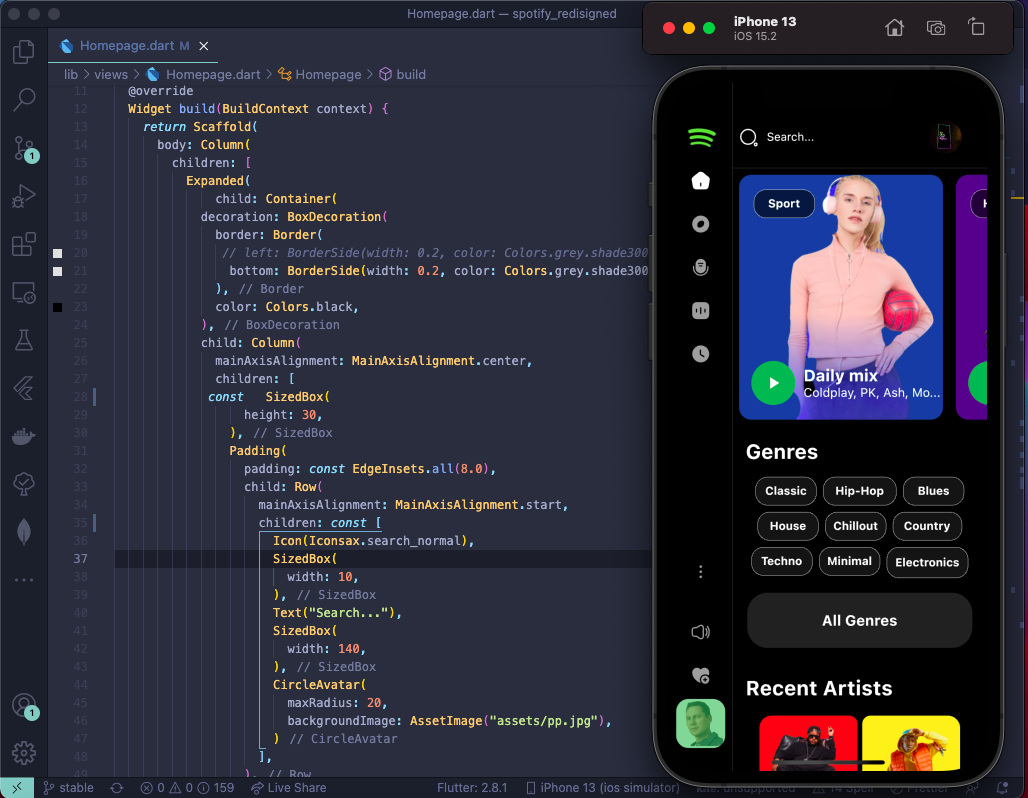 Homepage.dart — spotify_redisigned
Homepage.dart M
lib > views > Homepage.dart > Homepage > build
11 @override
12 Widget build(BuildContext context) {
13 return Scaffold(
14 body: Column(
15 children: [
16 Expanded(
17 child: Container(
18 decoration: BoxDecoration(
19 border: Border(
20 // left: BorderSide(width: 0.2, color: Colors.grey.shade300
21 bottom: BorderSide(width: 0.2, color: Colors.grey.shade300
22 ), // Border
23 color: Colors.black,
24 ), // BoxDecoration
25 child: Column(
26 mainAxisAlignment: MainAxisAlignment.center,
27 children: [
28 const SizedBox(
29 height: 30,
30 ), // SizedBox
31 Padding(
32 padding: const EdgeInsets.all(8.0),
33 child: Row(
34 mainAxisAlignment: MainAxisAlignment.start,
35 children: const [
36 Icon(Iconsax.search_normal),
37 SizedBox(
38 width: 10,
39 ), // SizedBox
40 Text("Search..."),
41 SizedBox(
42 width: 140,
43 ), // SizedBox
44 CircleAvatar(
45 maxRadius: 20,
46 backgroundImage: AssetImage("assets/pp.jpg"),
47 ) // CircleAvatar
48 ],
49 ), // Row
1
1
stable
0 0 159
Live Share
Flutter: 2.8.1
iPhone 13 (ios simulator)
kite: unsupported
14 Spell
Prettier
iPhone 13
iOS 15.2
Search...
Sport
H
Daily mix
Coldplay, PK, Ash, Mo...
Genres
Classic Hip-Hop Blues
House Chillout Country
Techno Minimal Electronics
All Genres
Recent Artists